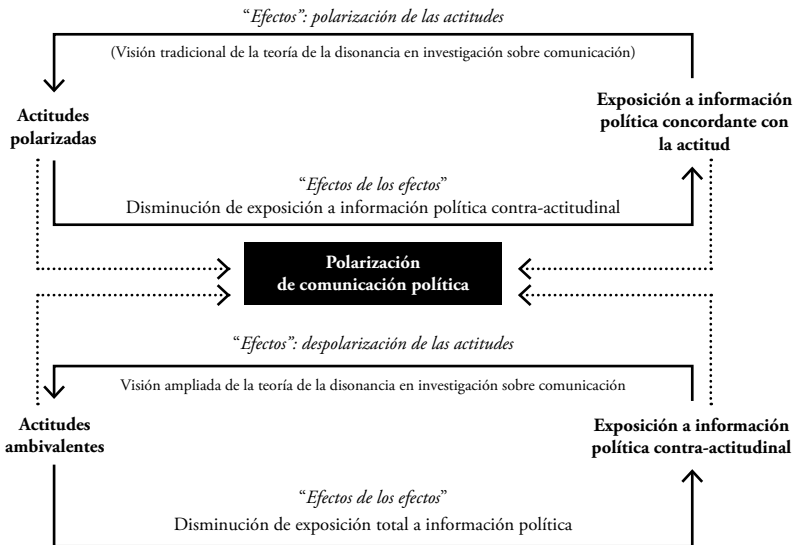 “Efectos”: polarización de las actitudes
(Visión tradicional de la teoría de la disonancia en investigación sobre comunicación)
Actitudes
polarizadas
Exposición a información
política concordante con
la actitud
“Efectos de los efectos”
Disminución de exposición a información política contra-actitudinal
Polarización
de comunicación política
“Efectos”: despolarización de las actitudes
Visión ampliada de la teoría de la disonancia en investigación sobre comunicación
Actitudes
ambivalentes
Exposición a información
política contra-actitudinal
“Efectos de los efectos”
Disminución de exposición total a información política